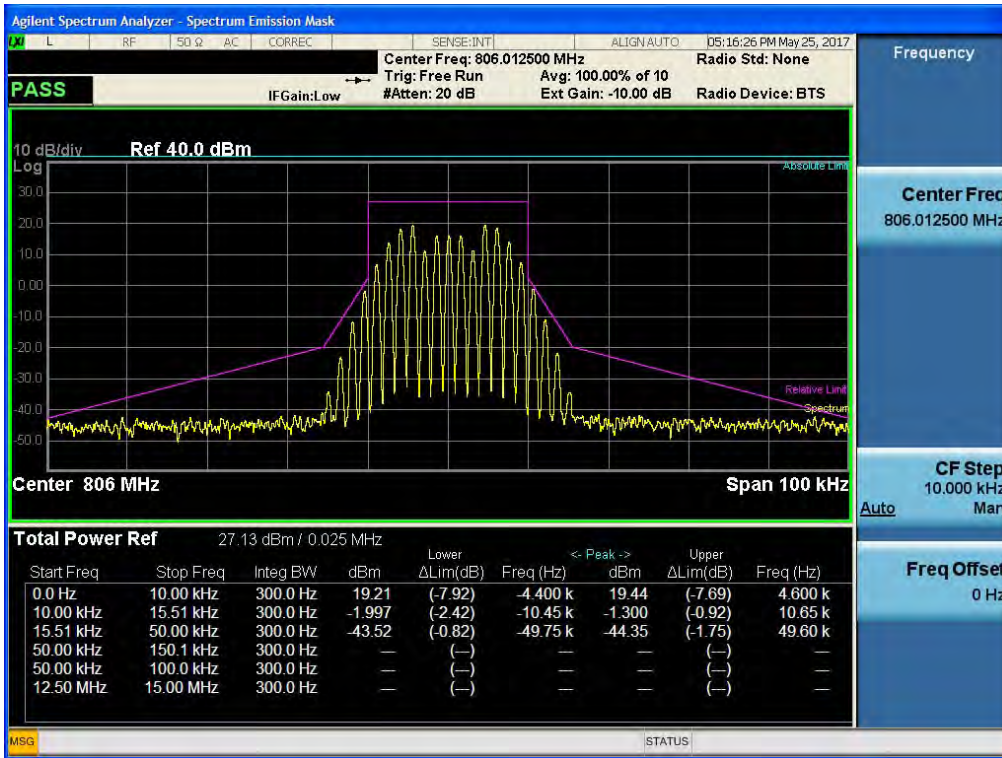 Agilent Spectrum Analyzer - Spectrum Emission Mask
LXI L RF 50 Ω AC CORREC SENSE:INT ALIGN AUTO 05:16:26 PM May 25, 2017
Center Freq: 806.012500 MHz Radio Std: None
Trig: Free Run Avg: 100.00% of 10
PASS IFGain:Low #Atten: 20 dB Ext Gain: -10.00 dB Radio Device: BTS
10 dB/div Ref 40.0 dBm
Log Absolute Limit
30.0
20.0
10.0
0.00
-10.0
-20.0
-30.0
Relative Limit
-40.0 Spectrum
-50.0
Center 806 MHz Span 100 kHz
Total Power Ref 27.13 dBm / 0.025 MHz
Lower <- Peak -> Upper
Start Freq Stop Freq Integ BW dBm ΔLim(dB) Freq (Hz) dBm ΔLim(dB) Freq (Hz)
0.0 Hz 10.00 kHz 300.0 Hz 19.21 (-7.92) -4.400 k 19.44 (-7.69) 4.600 k
10.00 kHz 15.51 kHz 300.0 Hz -1.997 (-2.42) -10.45 k -1.300 (-0.92) 10.65 k
15.51 kHz 50.00 kHz 300.0 Hz -43.52 (-0.82) -49.75 k -44.35 (-1.75) 49.60 k
50.00 kHz 150.1 kHz 300.0 Hz — (—) — — (—) —
50.00 kHz 100.0 kHz 300.0 Hz — (—) — — (—) —
12.50 MHz 15.00 MHz 300.0 Hz — (—) — — (—) —
MSG STATUS
Frequency
Center Freq
806.012500 MHz
CF Step
10.000 kHz
Auto Man
Freq Offset
0 Hz